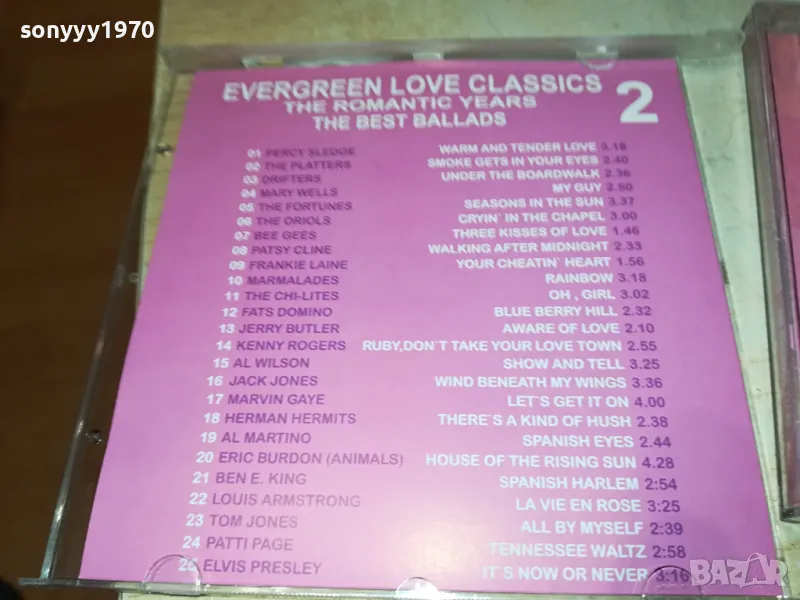 sonyyy1970
EVERGREEN LOVE CLASSICS
THE ROMANTIC YEARS
THE BEST BALLADS
2
01 PERCY SLEDGE WARM AND TENDER LOVE 3.18
02 THE PLATTERS SMOKE GETS IN YOUR EYES 2.40
03 DRIFTERS UNDER THE BOARDWALK 2.36
04 MARY WELLS MY GUY 2.50
05 THE FORTUNES SEASONS IN THE SUN 3.37
06 THE ORIOLS CRYIN` IN THE CHAPEL 3.00
07 BEE GEES THREE KISSES OF LOVE 1.46
08 PATSY CLINE WALKING AFTER MIDNIGHT 2.33
09 FRANKIE LAINE YOUR CHEATIN` HEART 1.56
10 MARMALADES RAINBOW 3.18
11 THE CHI-LITES OH , GIRL 3.02
12 FATS DOMINO BLUE BERRY HILL 2.32
13 JERRY BUTLER AWARE OF LOVE 2.10
14 KENNY ROGERS RUBY,DON`T TAKE YOUR LOVE TOWN 2.55
15 AL WILSON SHOW AND TELL 3.25
16 JACK JONES WIND BENEATH MY WINGS 3.36
17 MARVIN GAYE LET`S GET IT ON 4.00
18 HERMAN HERMITS THERE`S A KIND OF HUSH 2.38
19 AL MARTINO SPANISH EYES 2.44
20 ERIC BURDON (ANIMALS) HOUSE OF THE RISING SUN 4.28
21 BEN E. KING SPANISH HARLEM 2:54
22 LOUIS ARMSTRONG LA VIE EN ROSE 3:25
23 TOM JONES ALL BY MYSELF 2:39
24 PATTI PAGE TENNESSEE WALTZ 2:58
25 ELVIS PRESLEY IT`S NOW OR NEVER 3:16
BAZAR